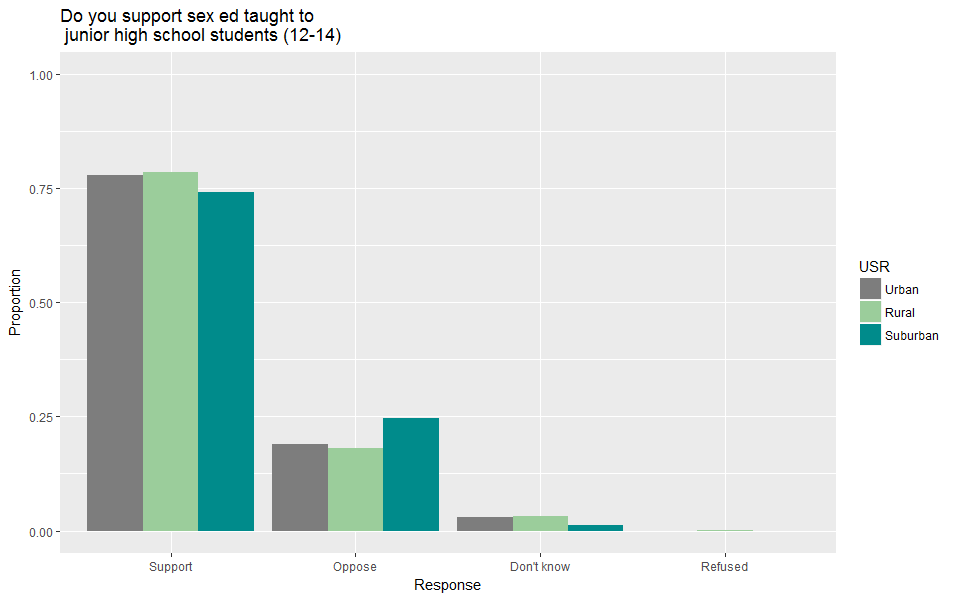 Do you support sex ed taught to
junior high school students (12-14)
1.00
0.75
0.50
0.25
0.00
Proportion
Support
Oppose
Don't know
Refused
Response
USR
Urban
Rural
Suburban